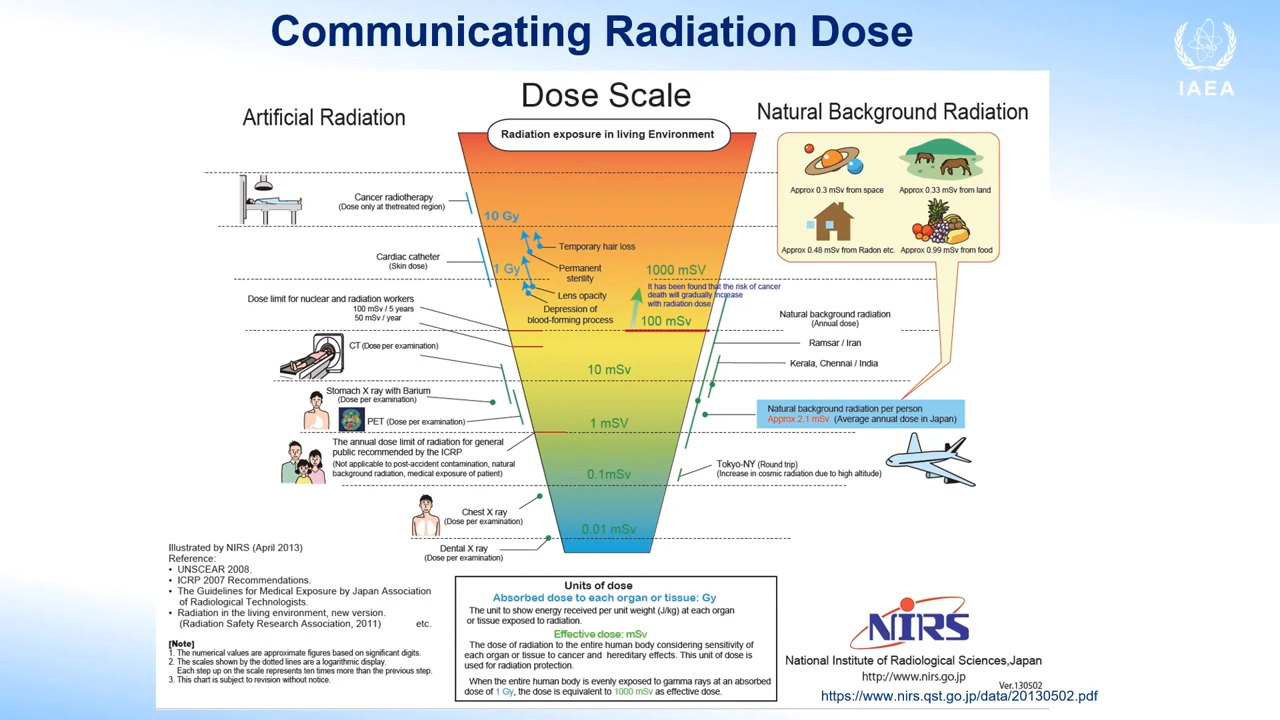 Communicating Radiation Dose
IAEA
Dose Scale
Artificial Radiation
Natural Background Radiation
Radiation exposure in living Environment
Approx 0.3 mSv from space
Approx 0.33 mSv from land
Approx 0.48 mSv from Radon etc.
Approx 0.99 mSv from food
Cancer radiotherapy
(Dose only at thetreated region)
10 Gy
Temporary hair loss
Cardiac catheter
(Skin dose)
1 Gy
Permanent
sterility
1000 mSV
It has been found that the risk of cancer
death will gradually increase
with radiation dose
Lens opacity
Depression of
blood-forming process
Dose limit for nuclear and radiation workers
100 mSv / 5 years
50 mSv / year
100 mSv
Natural background radiation
(Annual dose)
Ramsar / Iran
Kerala, Chennai / India
CT (Dose per examination)
10 mSv
Stomach X ray with Barium
(Dose per examination)
PET (Dose per examination)
1 mSV
Natural background radiation per person
Approx 2.1 mSv (Average annual dose in Japan)
The annual dose limit of radiation for general
public recommended by the ICRP
(Not applicable to post-accident contamination, natural
background radiation, medical exposure of patient)
0.1mSv
Tokyo-NY (Round trip)
(Increase in cosmic radiation due to high altitude)
Chest X ray
(Dose per examination)
0.01 mSv
Dental X ray
(Dose per examination)
Illustrated by NIRS (April 2013)
Reference:
• UNSCEAR 2008.
• ICRP 2007 Recommendations.
• The Guidelines for Medical Exposure by Japan Association
of Radiological Technologists.
• Radiation in the living environment, new version.
(Radiation Safety Research Association, 2011) etc.
[Note]
1. The numerical values are approximate figures based on significant digits.
2. The scales shown by the dotted lines are a logarithmic display.
Each step up on the scale represents ten times more than the previous step.
3. This chart is subject to revision without notice.
Units of dose
Absorbed dose to each organ or tissue: Gy
The unit to show energy received per unit weight (J/kg) at each organ
or tissue exposed to radiation.
Effective dose: mSv
The dose of radiation to the entire human body considering sensitivity of
each organ or tissue to cancer and hereditary effects. This unit of dose is
used for radiation protection.
When the entire human body is evenly exposed to gamma rays at an absorbed
dose of 1 Gy, the dose is equivalent to 1000 mSv as effective dose.
NIRS
National Institute of Radiological Sciences,Japan
http://www.nirs.go.jp
Ver.130502
https://www.nirs.qst.go.jp/data/20130502.pdf